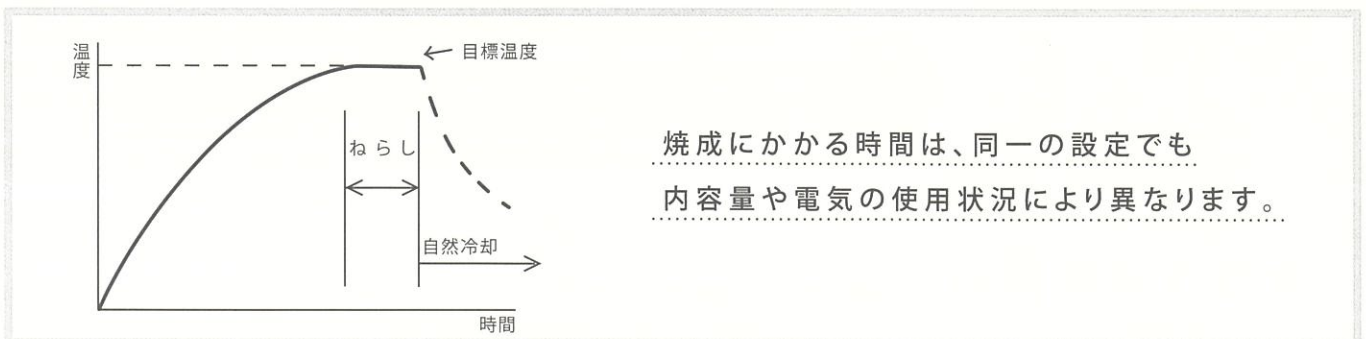 温度
目標温度
ねらし
自然冷却
時間
焼成にかかる時間は、同一の設定でも
内容量や電気の使用状況により異なります。